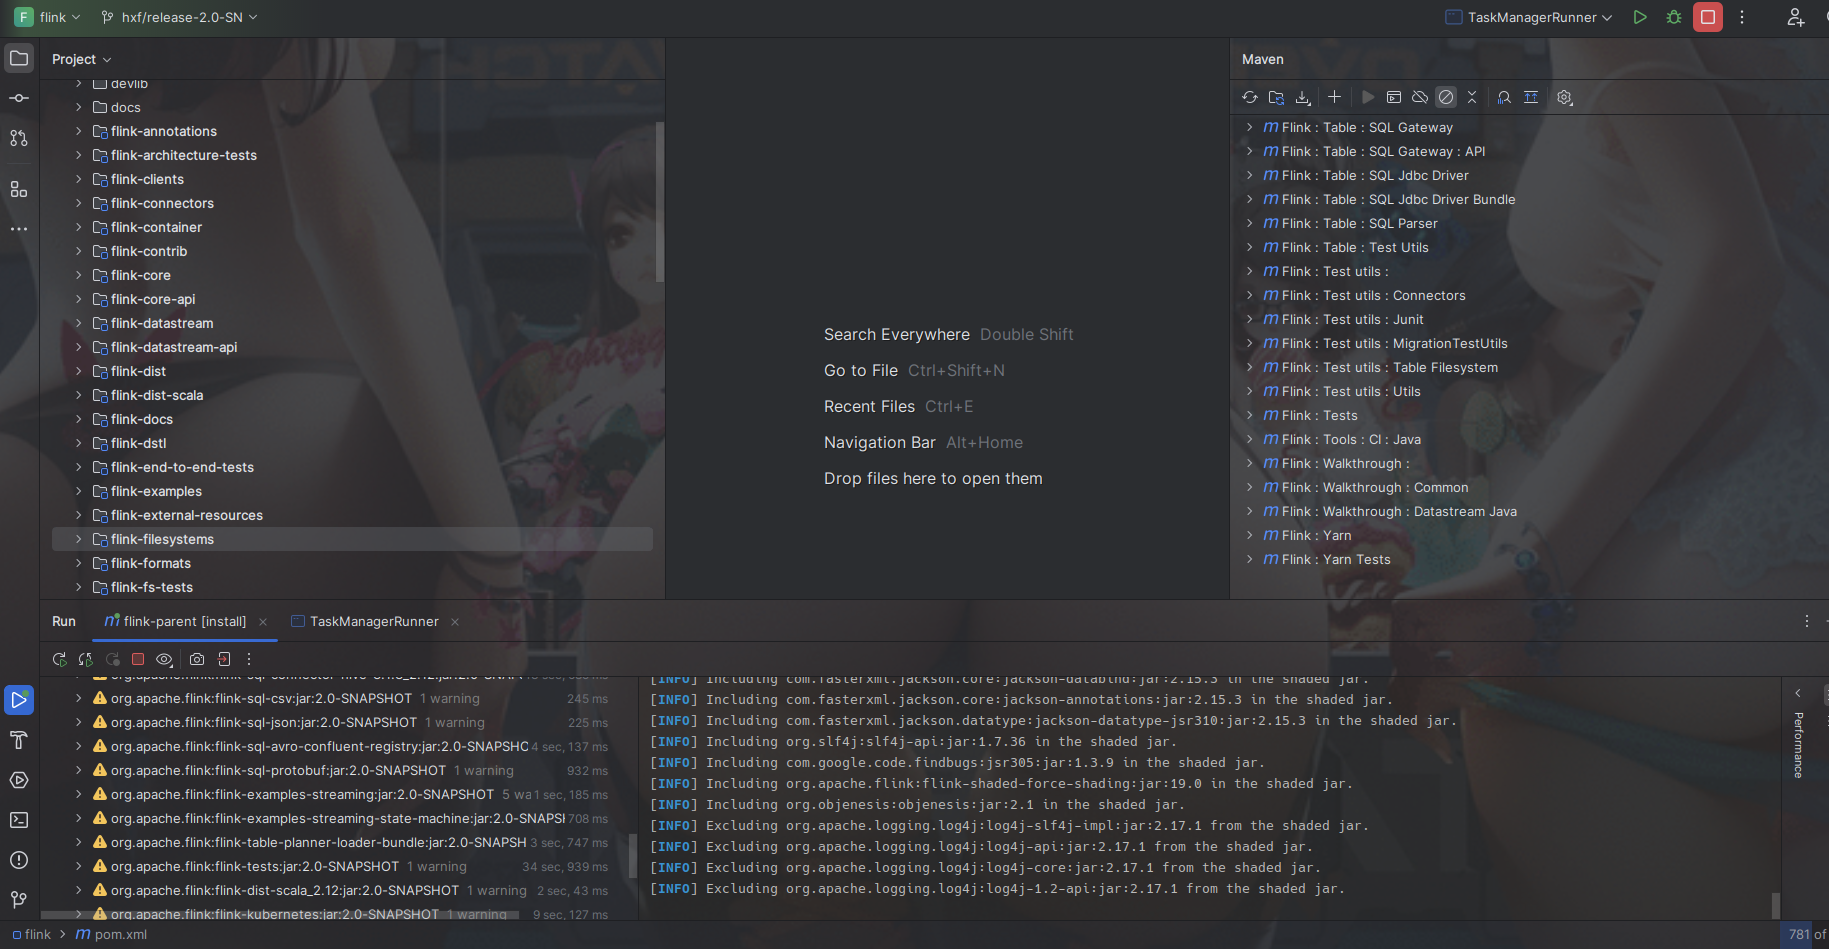 F flink hxf/release-2.0-SN TaskManagerRunner
Project
devlib
docs
flink-annotations
flink-architecture-tests
flink-clients
flink-connectors
flink-container
flink-contrib
flink-core
flink-core-api
flink-datastream
flink-datastream-api
flink-dist
flink-dist-scala
flink-docs
flink-dstl
flink-end-to-end-tests
flink-examples
flink-external-resources
flink-filesystems
flink-formats
flink-fs-tests
Search Everywhere Double Shift
Go to File Ctrl+Shift+N
Recent Files Ctrl+E
Navigation Bar Alt+Home
Drop files here to open them
Maven
Flink : Table : SQL Gateway
Flink : Table : SQL Gateway : API
Flink : Table : SQL Jdbc Driver
Flink : Table : SQL Jdbc Driver Bundle
Flink : Table : SQL Parser
Flink : Table : Test Utils
Flink : Test utils :
Flink : Test utils : Connectors
Flink : Test utils : Junit
Flink : Test utils : MigrationTestUtils
Flink : Test utils : Table Filesystem
Flink : Test utils : Utils
Flink : Tests
Flink : Tools : CI : Java
Flink : Walkthrough :
Flink : Walkthrough : Common
Flink : Walkthrough : Datastream Java
Flink : Yarn
Flink : Yarn Tests
Run flink-parent [install] TaskManagerRunner
org.apache.flink:flink-sql-csv:jar:2.0-SNAPSHOT 1 warning 245 ms
org.apache.flink:flink-sql-json:jar:2.0-SNAPSHOT 1 warning 225 ms
org.apache.flink:flink-sql-avro-confluent-registry:jar:2.0-SNAPSHO 4 sec, 137 ms
org.apache.flink:flink-sql-protobuf:jar:2.0-SNAPSHOT 1 warning 932 ms
org.apache.flink:flink-examples-streaming:jar:2.0-SNAPSHOT 5 wa 1 sec, 185 ms
org.apache.flink:flink-examples-streaming-state-machine:jar:2.0-SNAPSH 708 ms
org.apache.flink:flink-table-planner-loader-bundle:jar:2.0-SNAPSH 3 sec, 747 ms
org.apache.flink:flink-tests:jar:2.0-SNAPSHOT 1 warning 34 sec, 939 ms
org.apache.flink:flink-dist-scala_2.12:jar:2.0-SNAPSHOT 1 warning 2 sec, 43 ms
org.apache.flink:flink-kubernetes:jar:2.0-SNAPSHOT 1 warning 9 sec, 127 ms
[INFO] Including com.fasterxml.jackson.core:jackson-databind:jar:2.15.3 in the shaded jar.
[INFO] Including com.fasterxml.jackson.core:jackson-annotations:jar:2.15.3 in the shaded jar.
[INFO] Including com.fasterxml.jackson.datatype:jackson-datatype-jsr310:jar:2.15.3 in the shaded jar.
[INFO] Including org.slf4j:slf4j-api:jar:1.7.36 in the shaded jar.
[INFO] Including com.google.code.findbugs:jsr305:jar:1.3.9 in the shaded jar.
[INFO] Including org.apache.flink:flink-shaded-force-shading:jar:19.0 in the shaded jar.
[INFO] Including org.objenesis:objenesis:jar:2.1 in the shaded jar.
[INFO] Excluding org.apache.logging.log4j:log4j-slf4j-impl:jar:2.17.1 from the shaded jar.
[INFO] Excluding org.apache.logging.log4j:log4j-api:jar:2.17.1 from the shaded jar.
[INFO] Excluding org.apache.logging.log4j:log4j-core:jar:2.17.1 from the shaded jar.
[INFO] Excluding org.apache.logging.log4j:log4j-1.2-api:jar:2.17.1 from the shaded jar.
Performance
flink > pom.xml
781 of